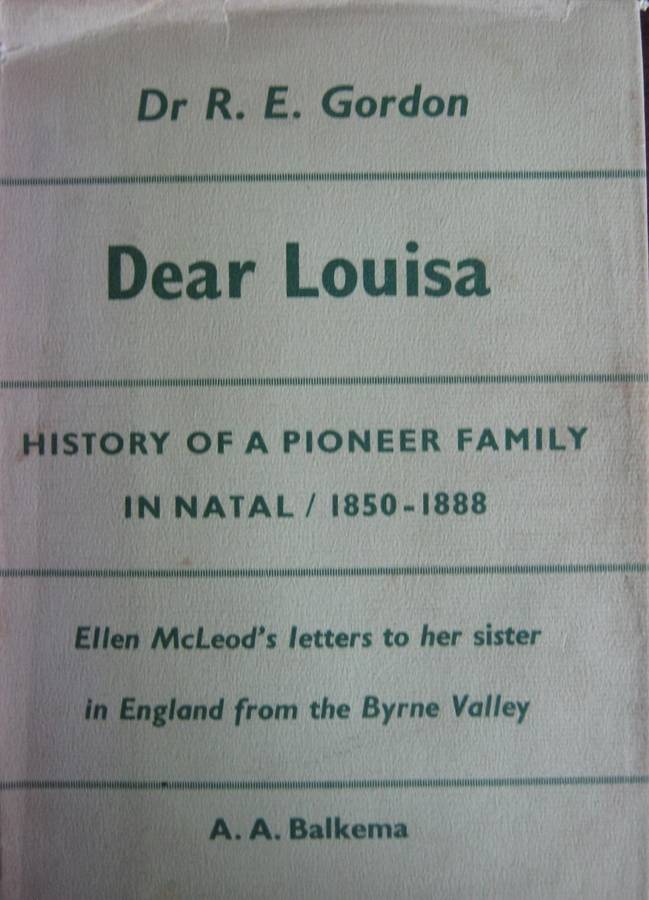 Dr R. E. Gordon
Dear Louisa
HISTORY OF A PIONEER FAMILY
IN NATAL / 1850-1888
Ellen McLeod's letters to her sister
in England from the Byrne Valley
A. A. Balkema